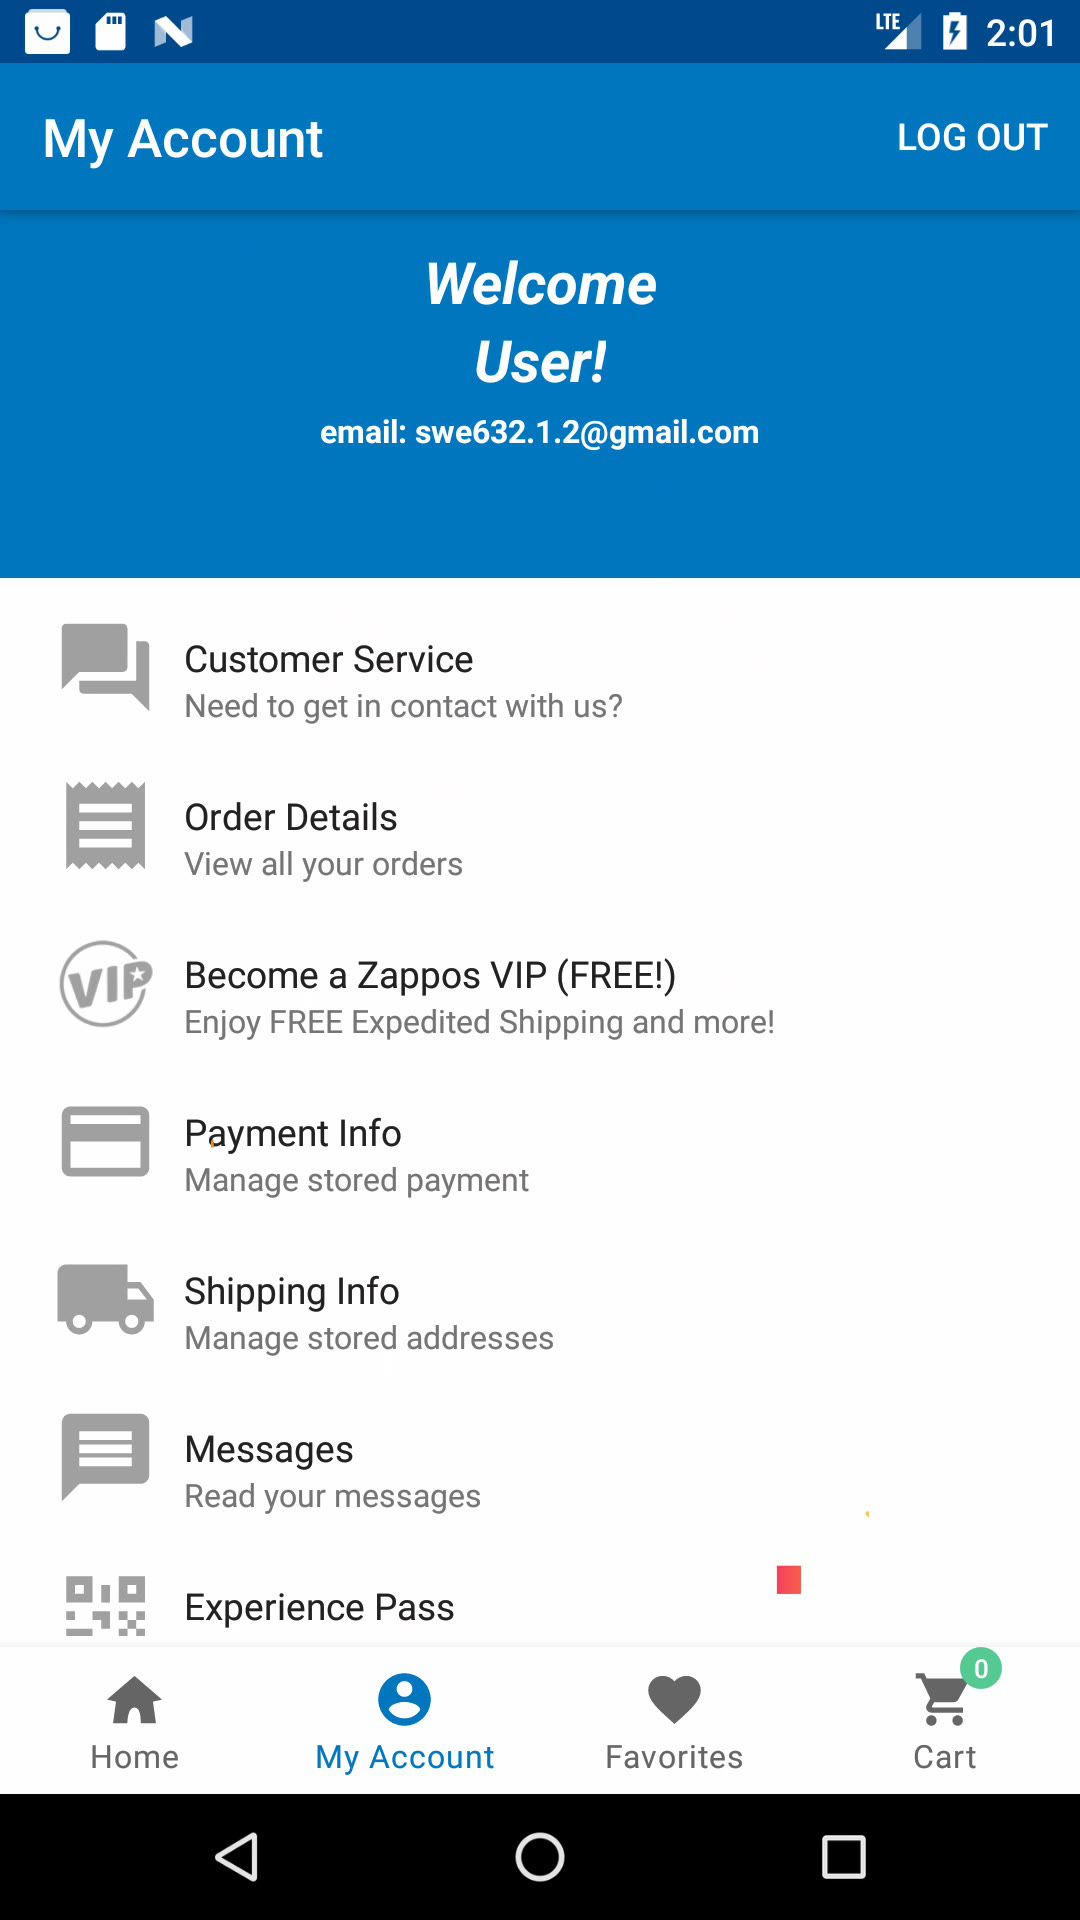 LTE 2:01
My Account LOG OUT
Welcome
User!
email: swe632.1.2@gmail.com
Customer Service
Need to get in contact with us?
Order Details
View all your orders
VIP
Become a Zappos VIP (FREE!)
Enjoy FREE Expedited Shipping and more!
Payment Info
Manage stored payment
Shipping Info
Manage stored addresses
Messages
Read your messages
Experience Pass
0
Home My Account Favorites Cart